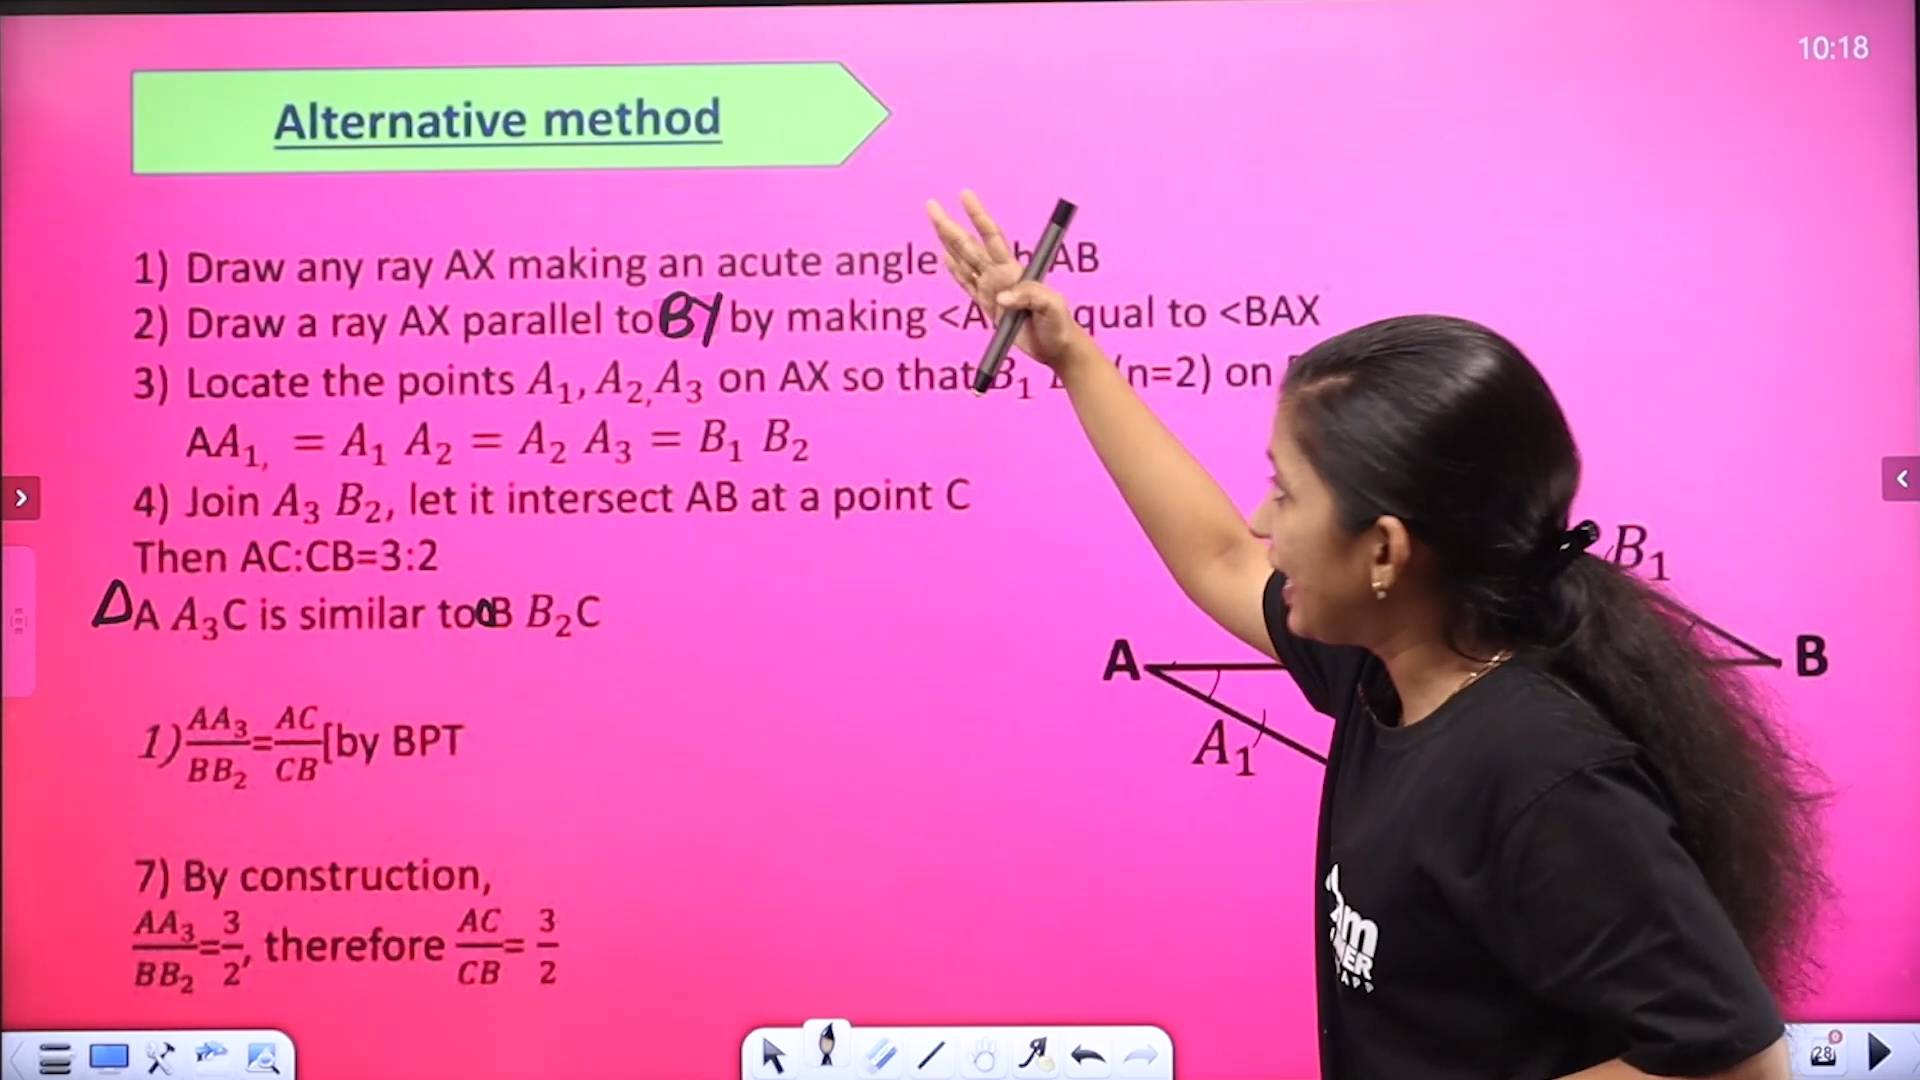 10:18
Alternative method
1) Draw any ray AX making an acute angle AB
2) Draw a ray AX parallel to BY by making <A equal to <BAX
3) Locate the points A₁, A₂, A₃ on AX so that B₁ (n=2) on
AA₁, = A₁ A₂ = A₂ A₃ = B₁ B₂
4) Join A₃ B₂, let it intersect AB at a point C
Then AC:CB=3:2
ΔA A₃C is similar to ΔB B₂C
1) AA₃/BB₂ = AC/CB [by BPT
7) By construction,
AA₃/BB₂ = 3/2, therefore AC/CB = 3/2
B₁
A B
A₁
28